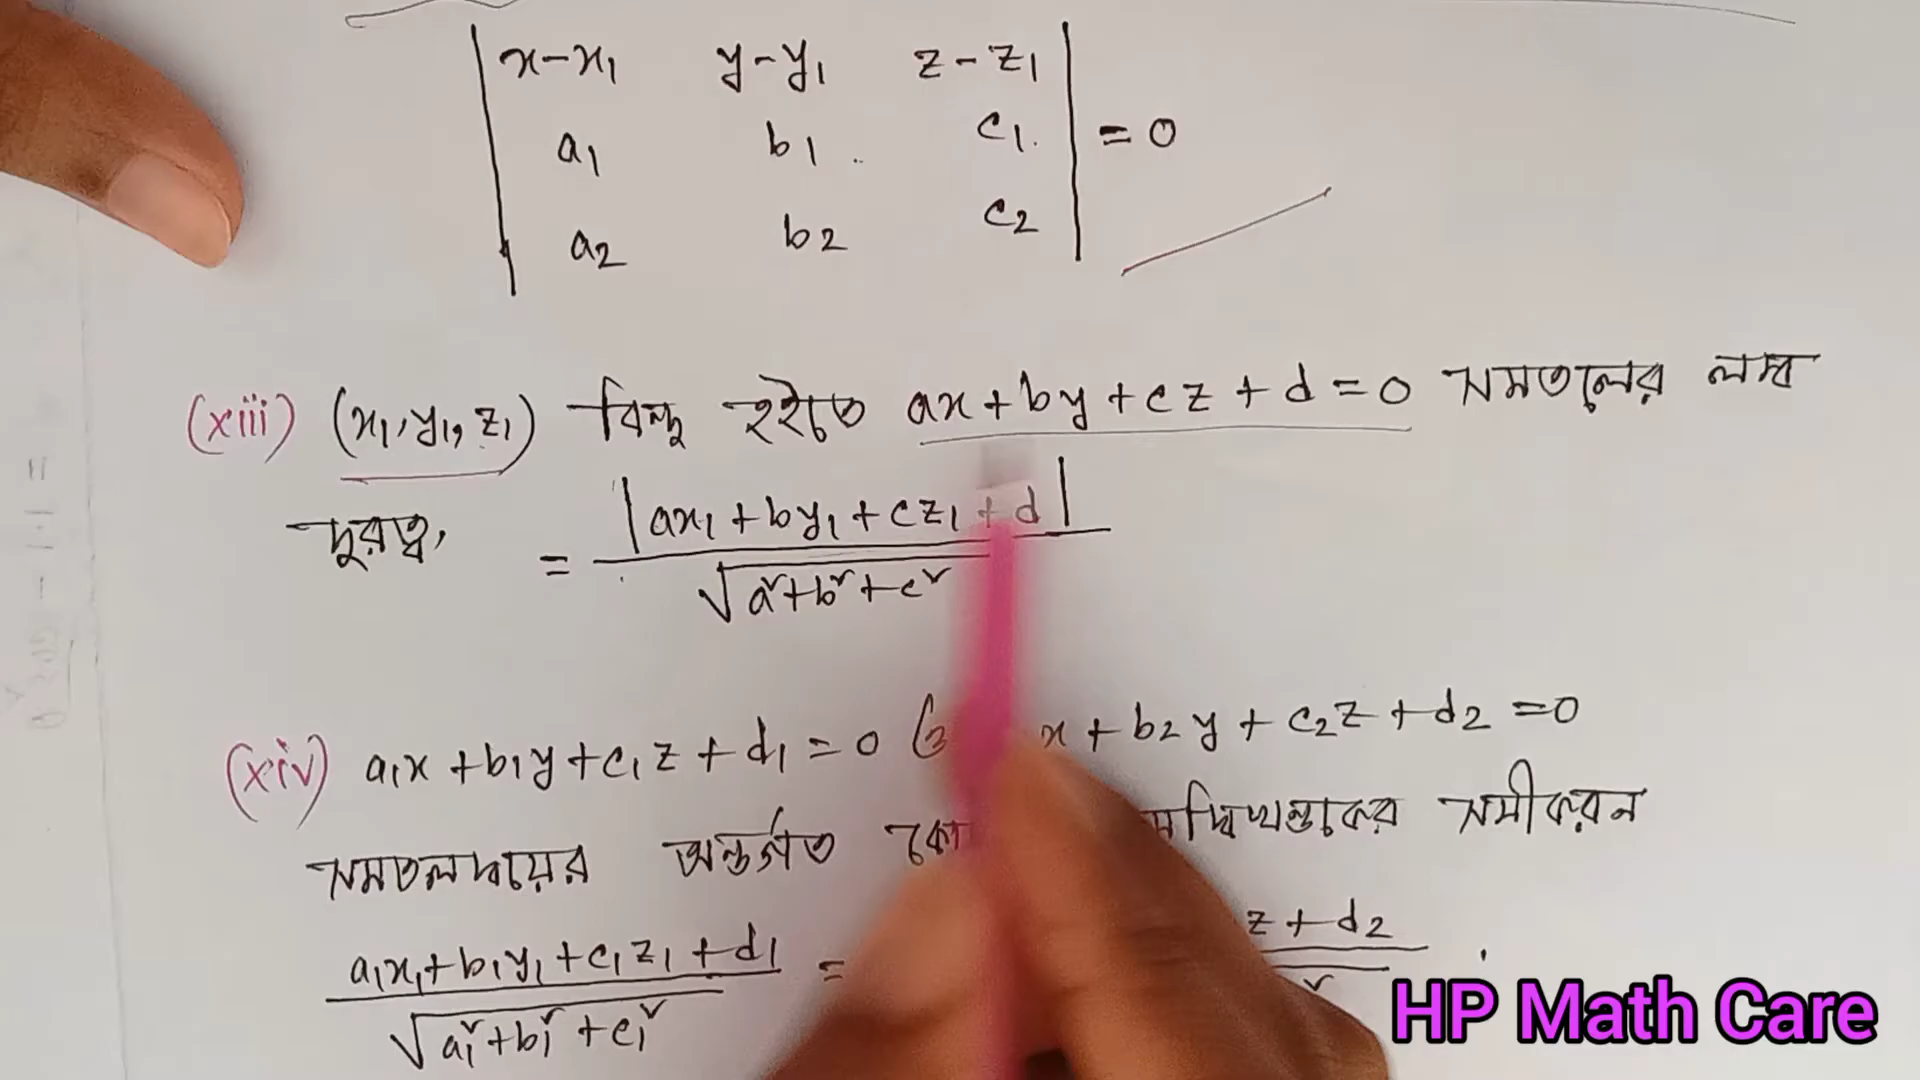 | x-x₁ y-y₁ z-z₁ |
| a₁ b₁ c₁ | = 0
| a₂ b₂ c₂ |
(xiii) (x₁, y₁, z₁) বিন্দু হইতে ax+by+cz+d=0 সমতলের লম্ব
দূরত্ব, = |ax₁+by₁+cz₁+d| / √a²+b²+c²
(xiv) a₁x+b₁y+c₁z+d₁=0 ও x+b₂y+c₂z+d₂=0
সমতলদ্বয়ের অন্তর্গত সমীকরন
a₁x₁+b₁y₁+c₁z₁+d₁ / √a₁²+b₁²+c₁² = z+d₂
HP Math Care